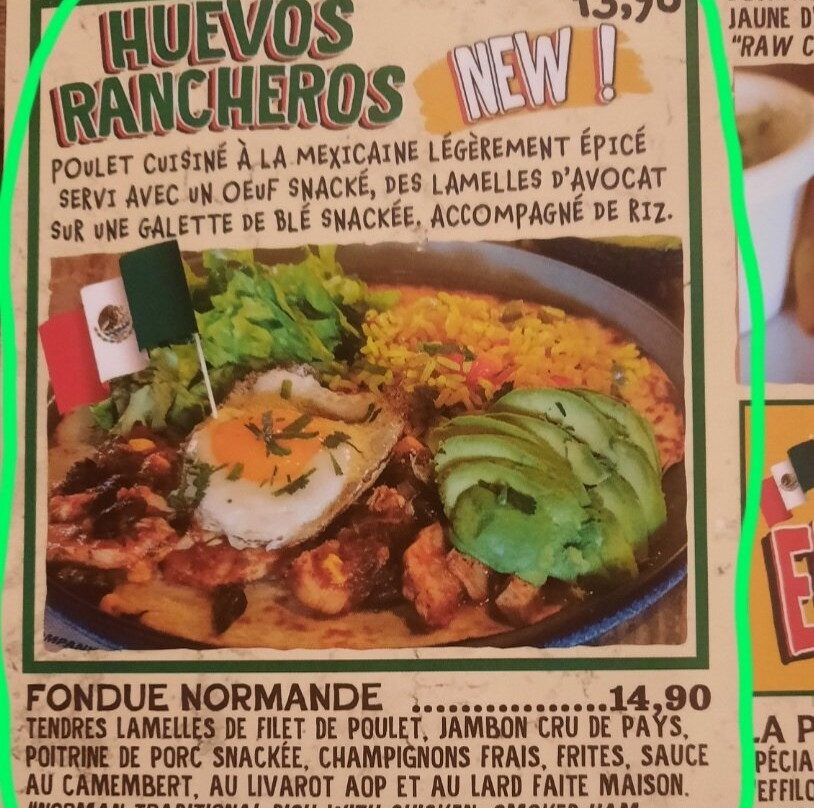 HUEVOS
RANCHEROS
NEW !
POULET CUISINÉ À LA MEXICAINE LÉGÈREMENT ÉPICÉ
SERVI AVEC UN OEUF SNACKÉ, DES LAMELLES D'AVOCAT
SUR UNE GALETTE DE BLÉ SNACKÉE, ACCOMPAGNÉ DE RIZ.
FONDUE NORMANDE ..................14,90
TENDRES LAMELLES DE FILET DE POULET, JAMBON CRU DE PAYS,
POITRINE DE PORC SNACKÉE, CHAMPIGNONS FRAIS, FRITES, SAUCE
AU CAMEMBERT, AU LIVAROT AOP ET AU LARD FAITE MAISON.
JAUNE D'
"RAW C